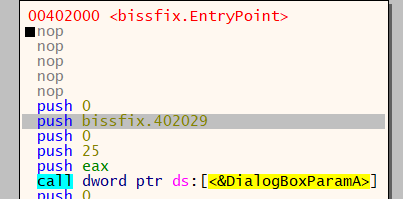 00402000 <bissfix.EntryPoint>
nop
nop
nop
nop
nop
push 0
push bissfix.402029
push 0
push 25
push eax
call dword ptr ds:[<&DialogBoxParamA>]
push 0